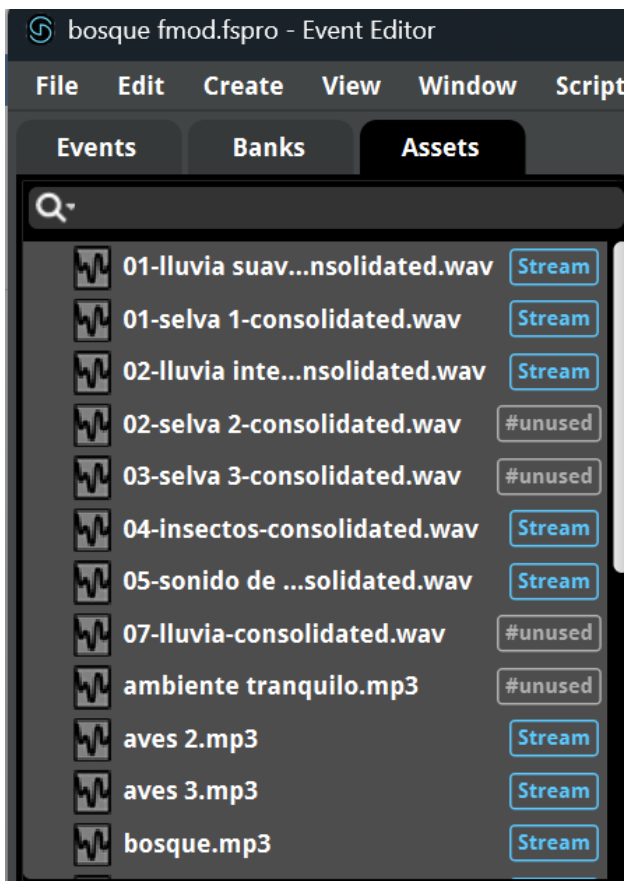 bosque fmod.fspro - Event Editor
File Edit Create View Window Script
Events Banks Assets
01-lluvia suav...nsolidated.wav Stream
01-selva 1-consolidated.wav Stream
02-lluvia inte...nsolidated.wav Stream
02-selva 2-consolidated.wav #unused
03-selva 3-consolidated.wav #unused
04-insectos-consolidated.wav Stream
05-sonido de ...solidated.wav Stream
07-lluvia-consolidated.wav #unused
ambiente tranquilo.mp3 #unused
aves 2.mp3 Stream
aves 3.mp3 Stream
bosque.mp3 Stream